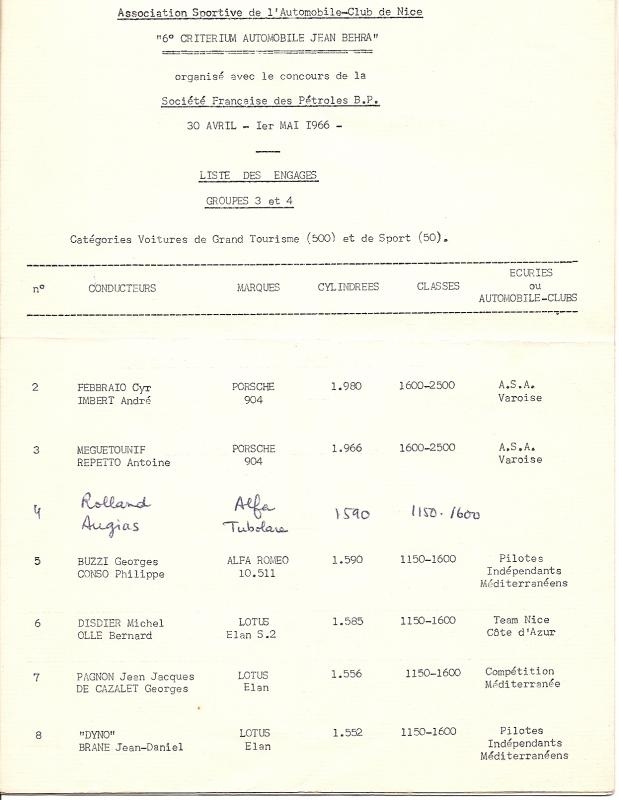 Association Sportive de l'Automobile-Club de Nice
"6° CRITERIUM AUTOMOBILE JEAN BEHRA"
organisé avec le concours de la
Société Française des Pétroles B.P.
30 AVRIL - Ier MAI I966 -
LISTE DES ENGAGES
GROUPES 3 et 4
Catégories Voitures de Grand Tourisme (500) et de Sport (50).
n° CONDUCTEURS MARQUES CYLINDREES CLASSES ECURIES ou AUTOMOBILE-CLUBS
2 FEBBRAIO Cyr PORSCHE 1.980 1600-2500 A.S.A.
IMBERT André 904 Varoise
3 MEGUETOUNIF PORSCHE 1.966 1600-2500 A.S.A.
REPETTO Antoine 904 Varoise
4 Rolland Alfa 1590 1150-1600
Augias Tubolare
5 BUZZI Georges ALFA ROMEO 1.590 1150-1600 Pilotes
CONSO Philippe 10.511 Indépendants
Méditerranéens
6 DISDIER Michel LOTUS 1.585 1150-1600 Team Nice
OLLE Bernard Elan S.2 Côte d'Azur
7 PAGNON Jean Jacques LOTUS 1.556 1150-1600 Compétition
DE CAZALET Georges Elan Méditerranée
8 "DYNO" LOTUS 1.552 1150-1600 Pilotes
BRANE Jean-Daniel Elan Indépendants
Méditerranéens